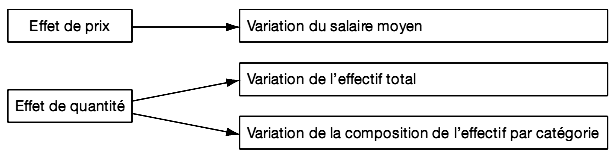 Effet de prix
Variation du salaire moyen
Variation de l'effectif total
Effet de quantité
Variation de la composition de l'effectif par catégorie